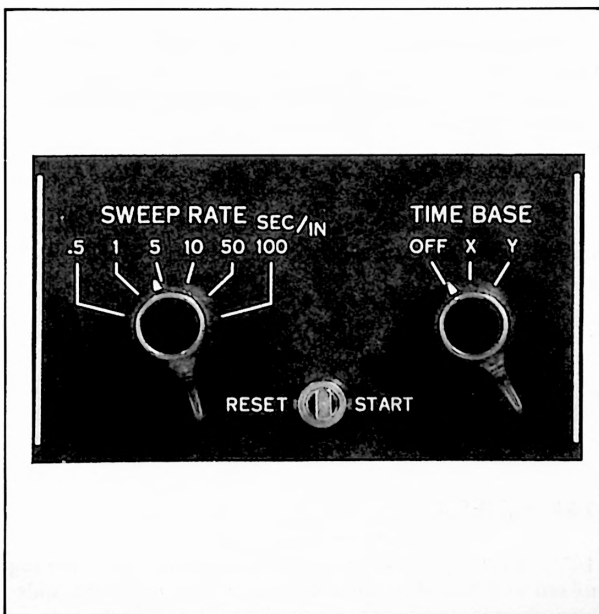 SWEEP RATE SEC/IN
.5 1 5 10 50 100
TIME BASE
OFF X Y
RESET START